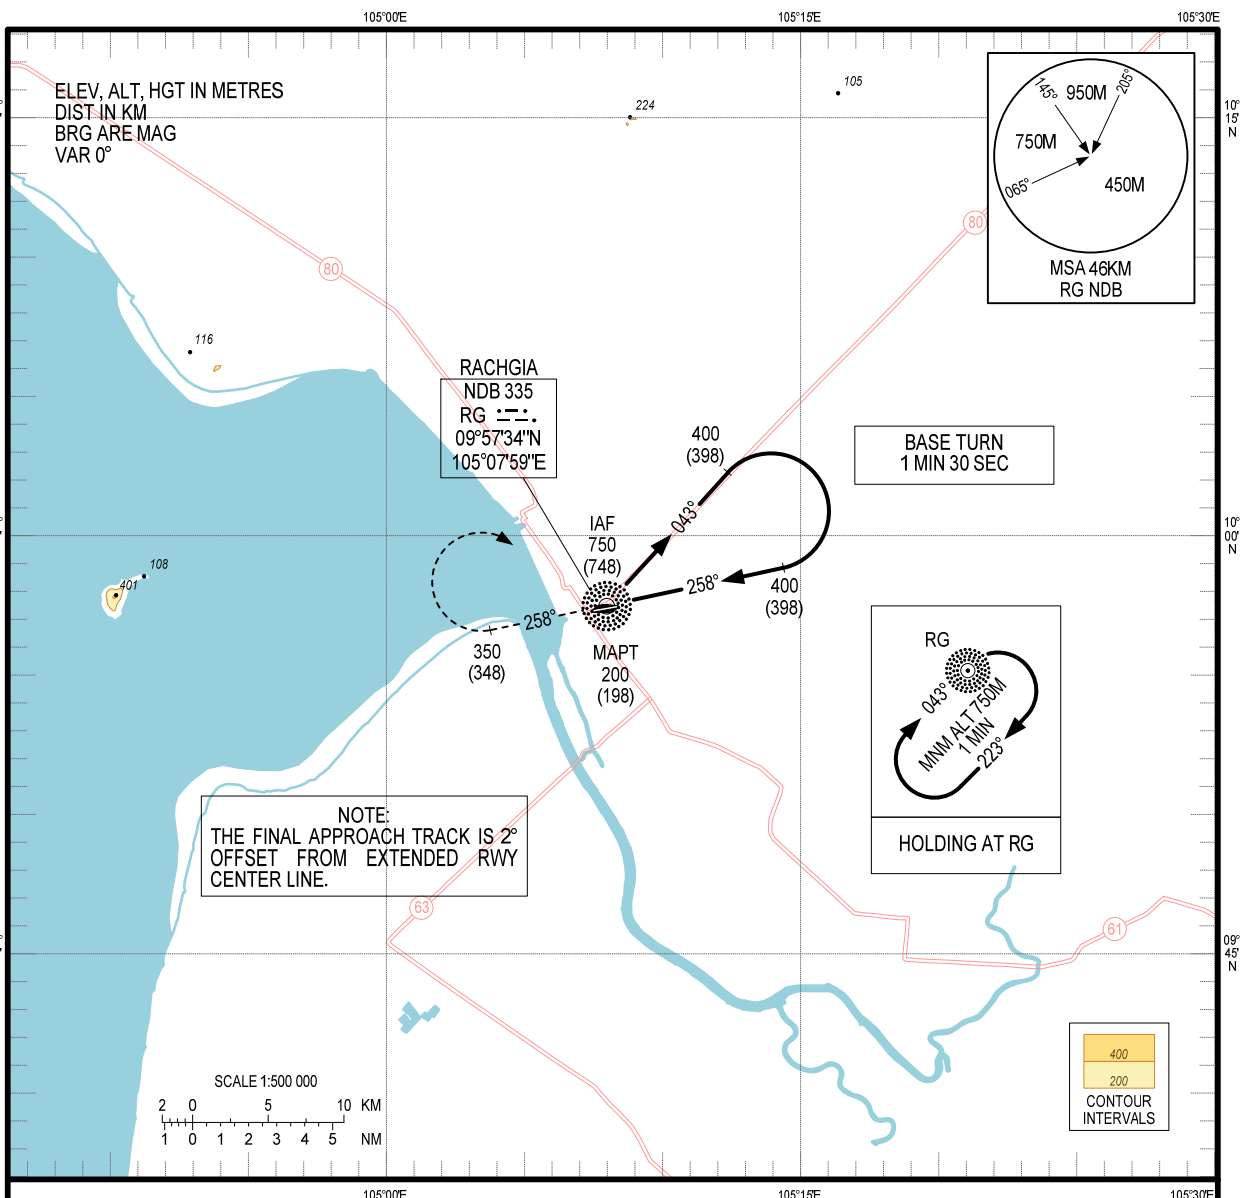 105°00'E
105°15'E
105°30'E
ELEV, ALT, HGT IN METRES
DIST IN KM
BRG ARE MAG
VAR 0°
105
224
145°
950M
205°
750M
065°
450M
MSA 46KM
RG NDB
10°
15'
N
80
80
116
RACHGIA
NDB 335
RG
09°57'34"N
105°07'59"E
400
(398)
BASE TURN
1 MIN 30 SEC
043°
IAF
750
(748)
10°
00'
N
108
401
258°
258°
400
(398)
350
(348)
MAPT
200
(198)
RG
043°
MNM ALT 750M
1 MIN
223°
HOLDING AT RG
NOTE:
THE FINAL APPROACH TRACK IS 2°
OFFSET FROM EXTENDED RWY
CENTER LINE.
63
61
09°
45'
N
SCALE 1:500 000
2 0 5 10 KM
1 0 1 2 3 4 5 NM
400
200
CONTOUR
INTERVALS
105°00'E
105°15'E
105°30'E